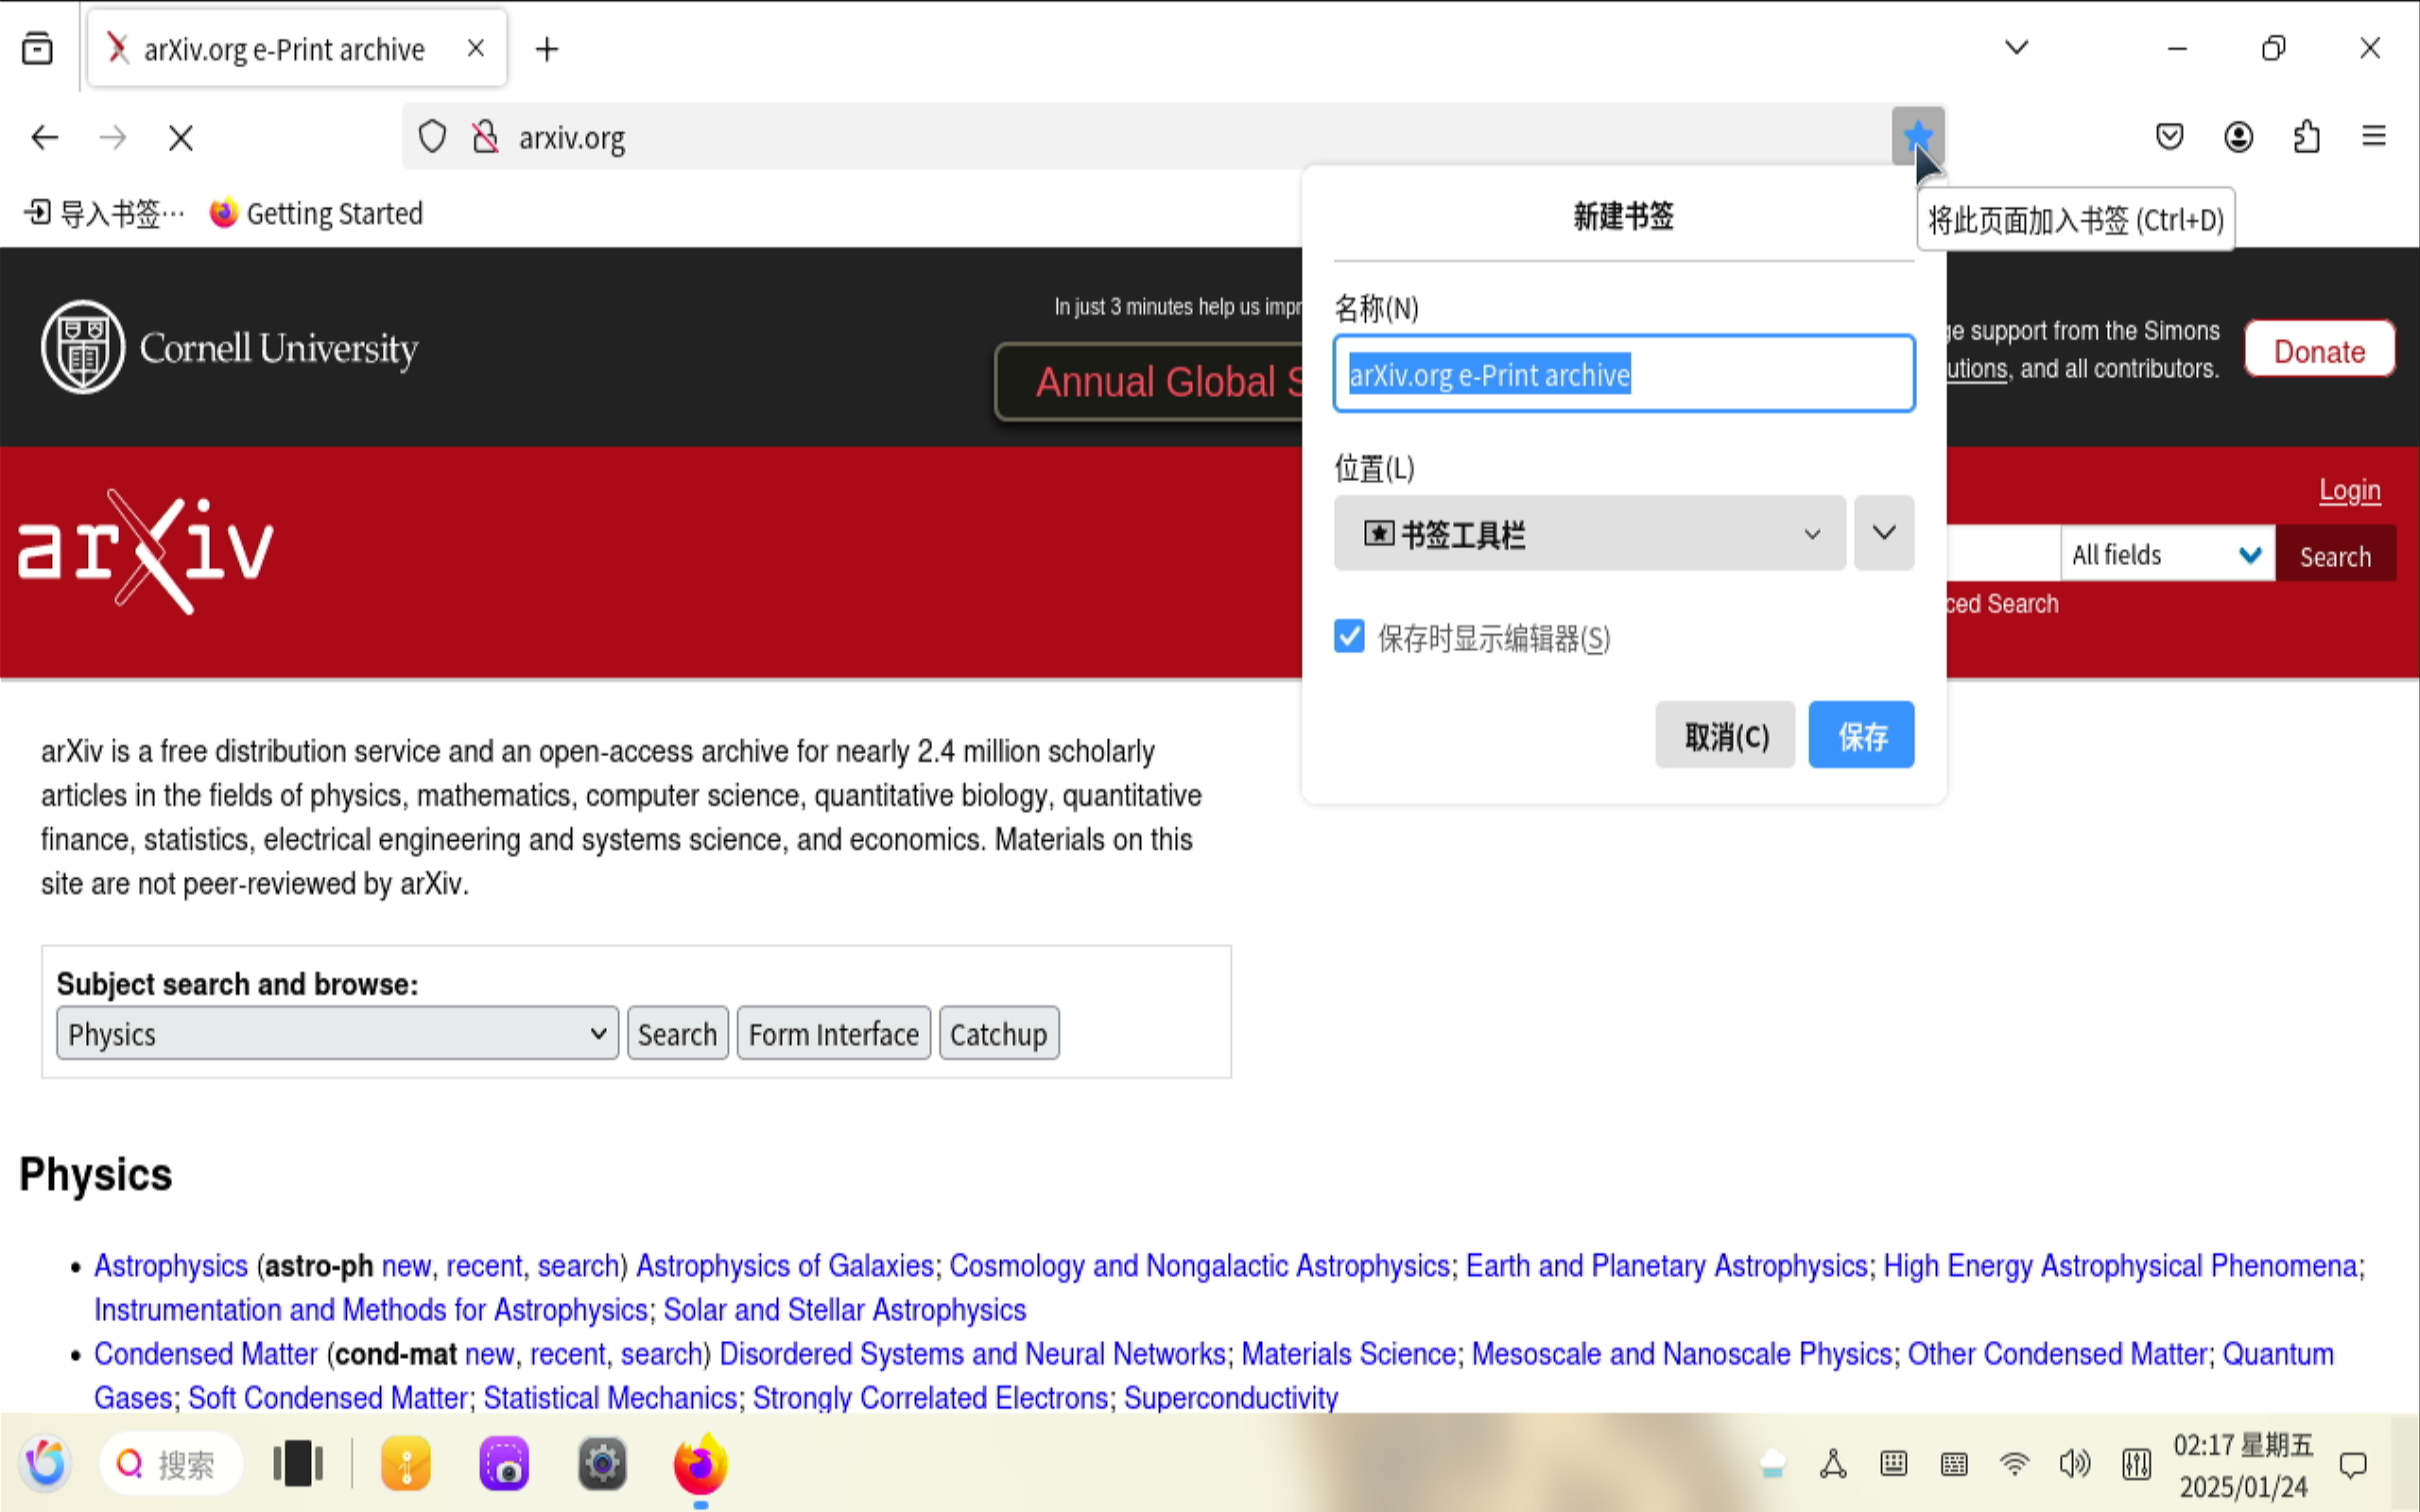 arXiv.org e-Print archive
arxiv.org
导入书签…
Getting Started
将此页面加入书签 (Ctrl+D)
新建书签
名称(N)
arXiv.org e-Print archive
位置(L)
书签工具栏
保存时显示编辑器(S)
取消(C)
保存
Cornell University
In just 3 minutes help us impr
Annual Global S
ge support from the Simons
utions, and all contributors.
Donate
arXiv
Login
All fields
Search
ced Search
arXiv is a free distribution service and an open-access archive for nearly 2.4 million scholarly
articles in the fields of physics, mathematics, computer science, quantitative biology, quantitative
finance, statistics, electrical engineering and systems science, and economics. Materials on this
site are not peer-reviewed by arXiv.
Subject search and browse:
Physics
Search
Form Interface
Catchup
Physics
Astrophysics (astro-ph new, recent, search) Astrophysics of Galaxies; Cosmology and Nongalactic Astrophysics; Earth and Planetary Astrophysics; High Energy Astrophysical Phenomena;
Instrumentation and Methods for Astrophysics; Solar and Stellar Astrophysics
Condensed Matter (cond-mat new, recent, search) Disordered Systems and Neural Networks; Materials Science; Mesoscale and Nanoscale Physics; Other Condensed Matter; Quantum
Gases; Soft Condensed Matter; Statistical Mechanics; Strongly Correlated Electrons; Superconductivity
搜索
02:17 星期五
2025/01/24